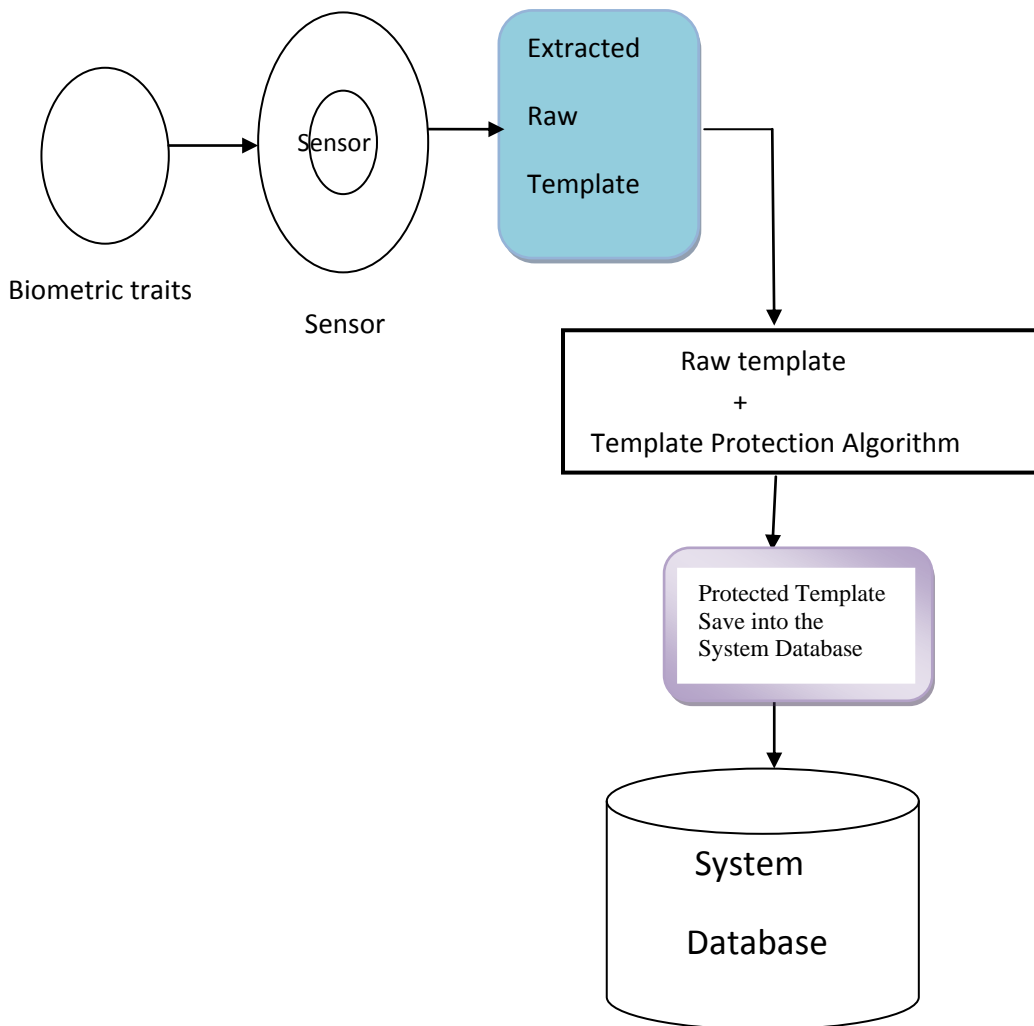 Biometric traits
Sensor
Sensor
Extracted
Raw
Template
Raw template
+
Template Protection Algorithm
Protected Template
Save into the
System Database
System
Database